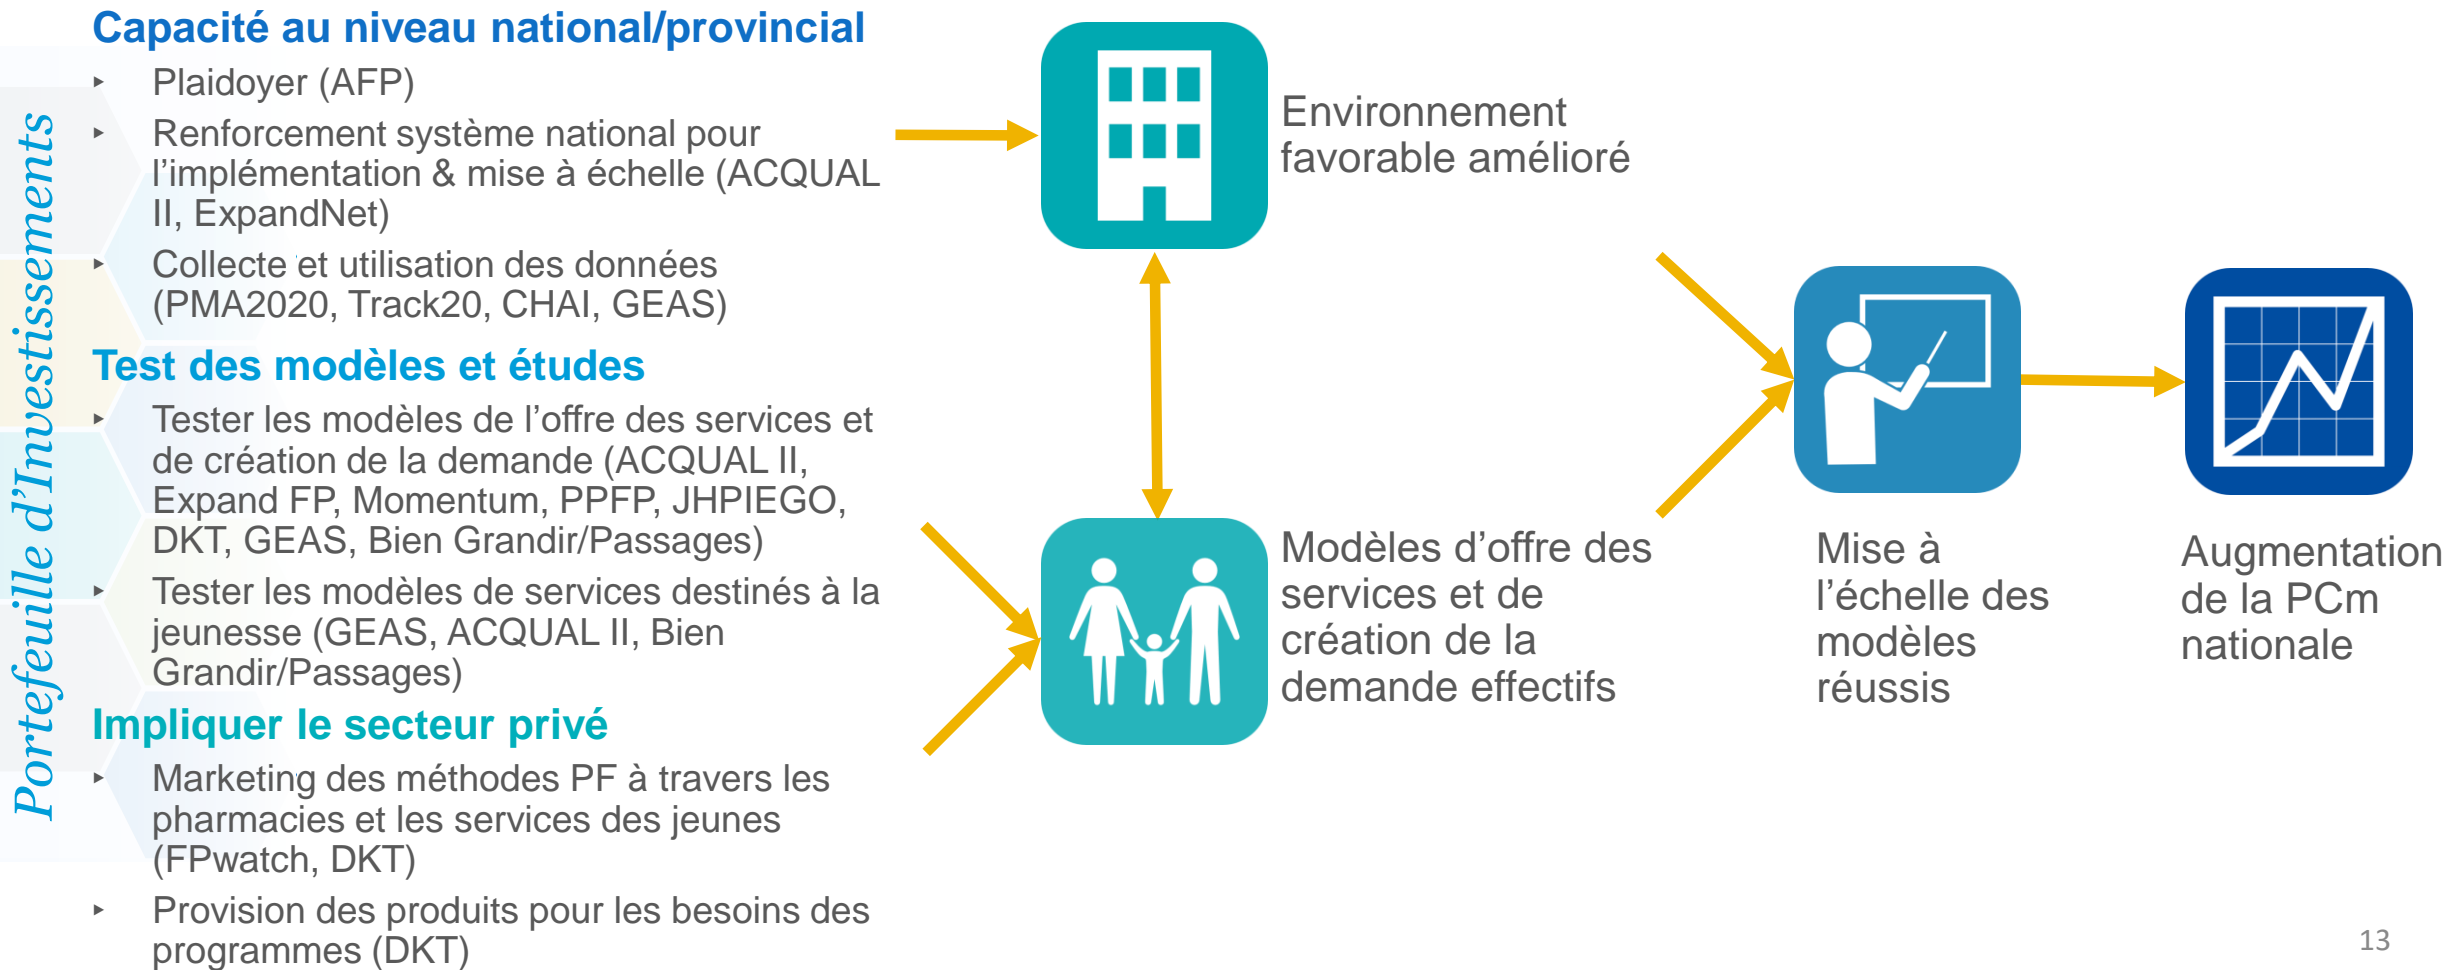 Portefeuille d'Investissements
Capacité au niveau national/provincial
‣ Plaidoyer (AFP)
‣ Renforcement système national pour
l’implémentation & mise à échelle (ACQUAL
II, ExpandNet)
‣ Collecte et utilisation des données
(PMA2020, Track20, CHAI, GEAS)
Test des modèles et études
‣ Tester les modèles de l’offre des services et
de création de la demande (ACQUAL II,
Expand FP, Momentum, PPFP, JHPIEGO,
DKT, GEAS, Bien Grandir/Passages)
‣ Tester les modèles de services destinés à la
jeunesse (GEAS, ACQUAL II, Bien
Grandir/Passages)
Impliquer le secteur privé
‣ Marketing des méthodes PF à travers les
pharmacies et les services des jeunes
(FPwatch, DKT)
‣ Provision des produits pour les besoins des
programmes (DKT)
Environnement
favorable amélioré
Modèles d’offre des
services et de
création de la
demande effectifs
Mise à
l’échelle des
modèles
réussis
Augmentation
de la PCm
nationale
13